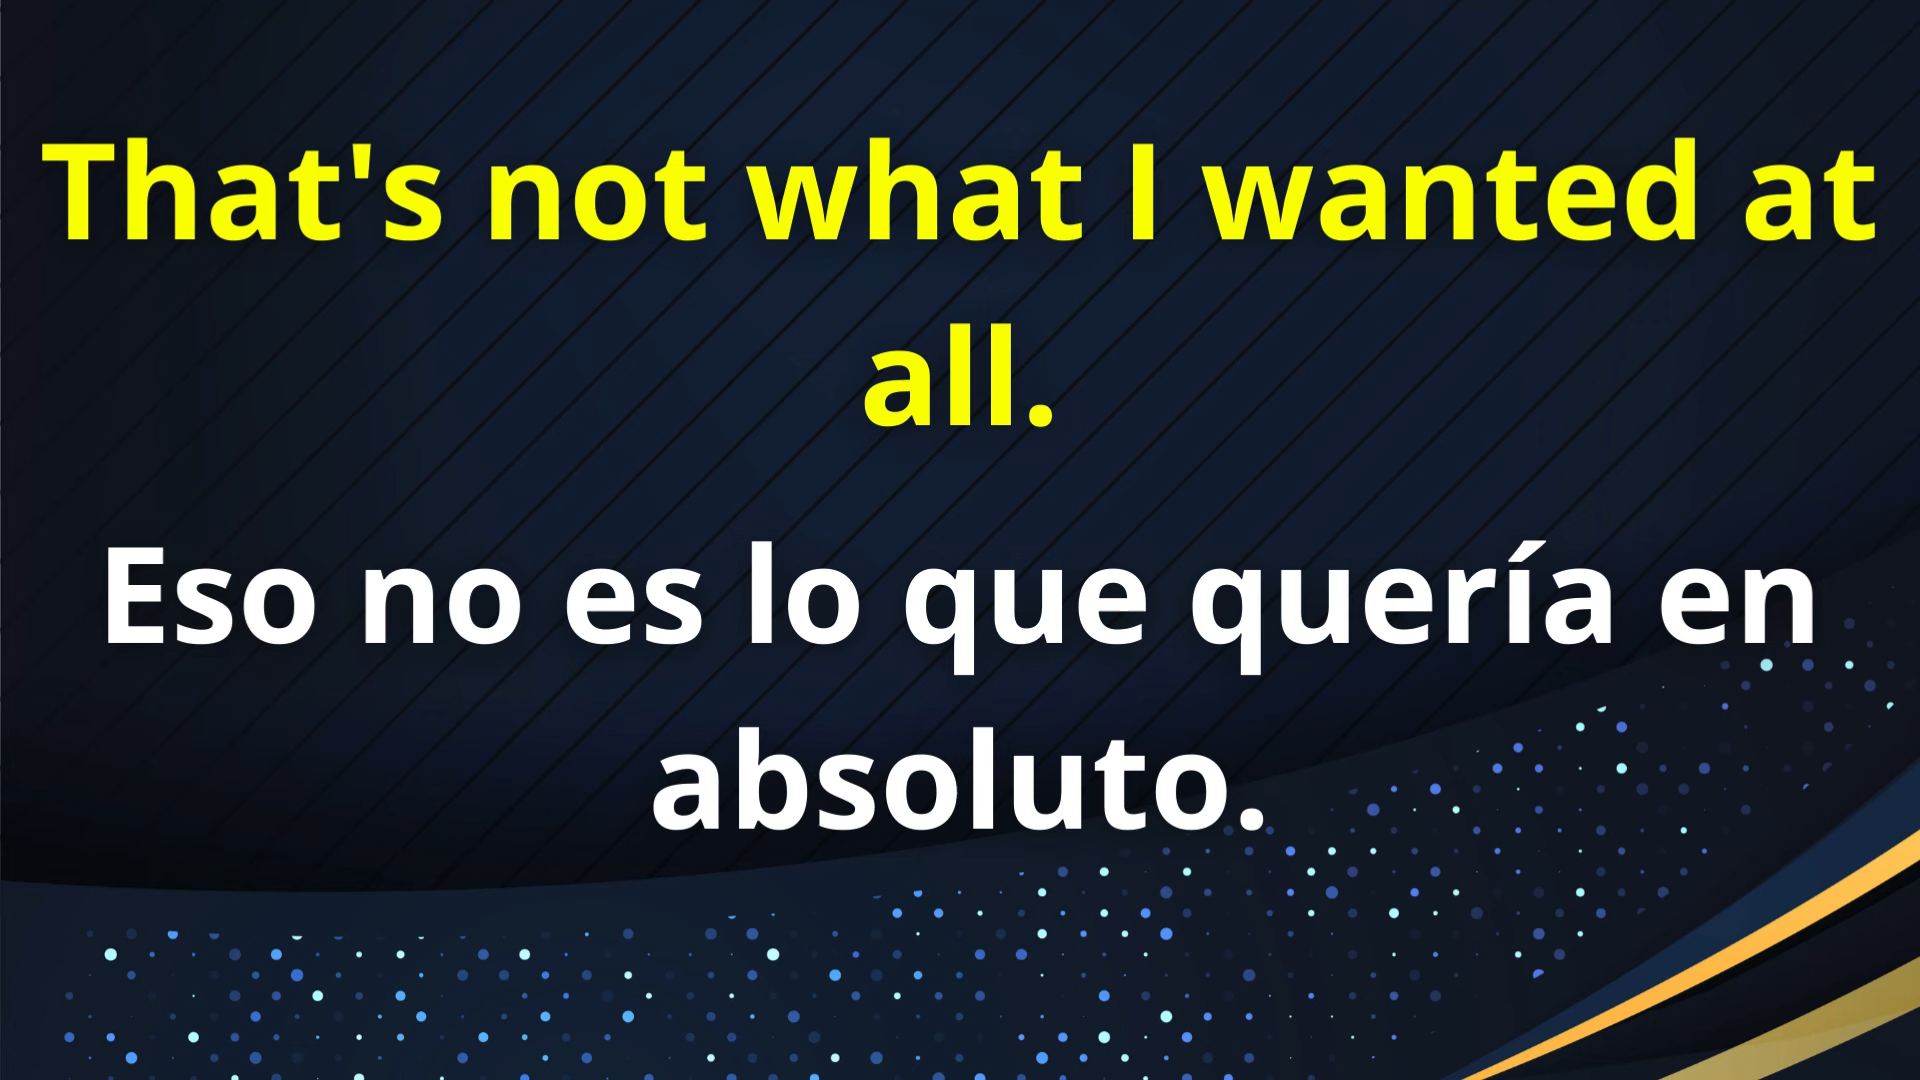 That's not what I wanted at
all.
Eso no es lo que quería en
absoluto.